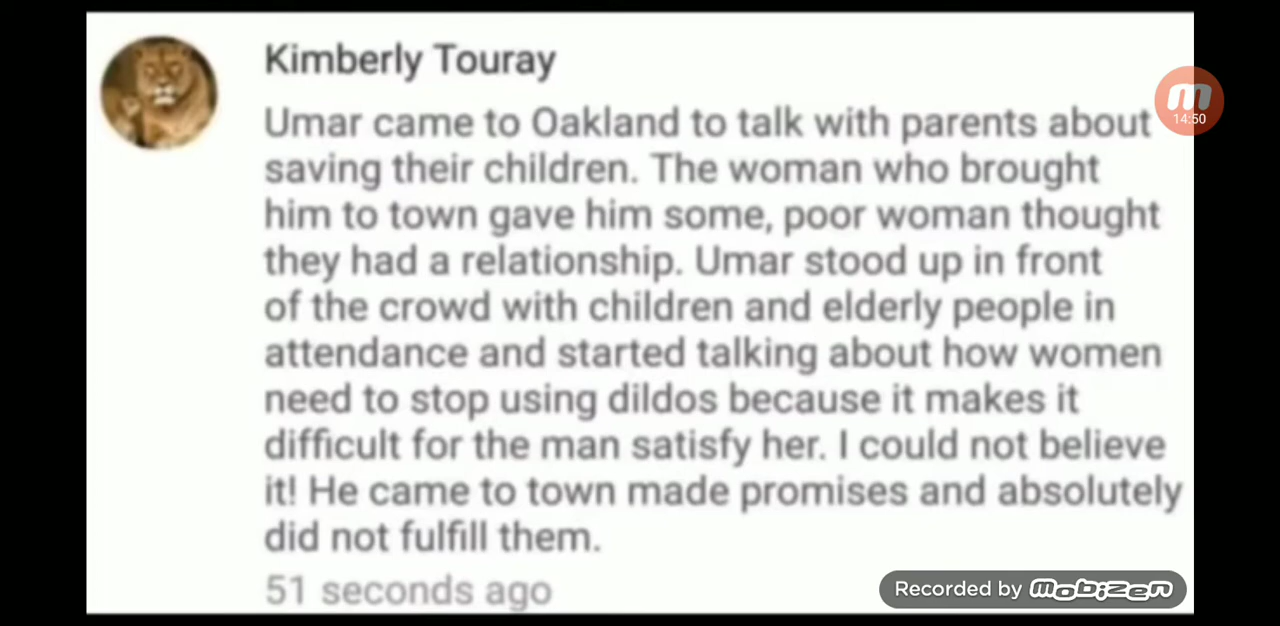 Kimberly Touray
Umar came to Oakland to talk with parents about
saving their children. The woman who brought
him to town gave him some, poor woman thought
they had a relationship. Umar stood up in front
of the crowd with children and elderly people in
attendance and started talking about how women
need to stop using dildos because it makes it
difficult for the man satisfy her. I could not believe
it! He came to town made promises and absolutely
did not fulfill them.
51 seconds ago
m
14:50
Recorded by mobizen